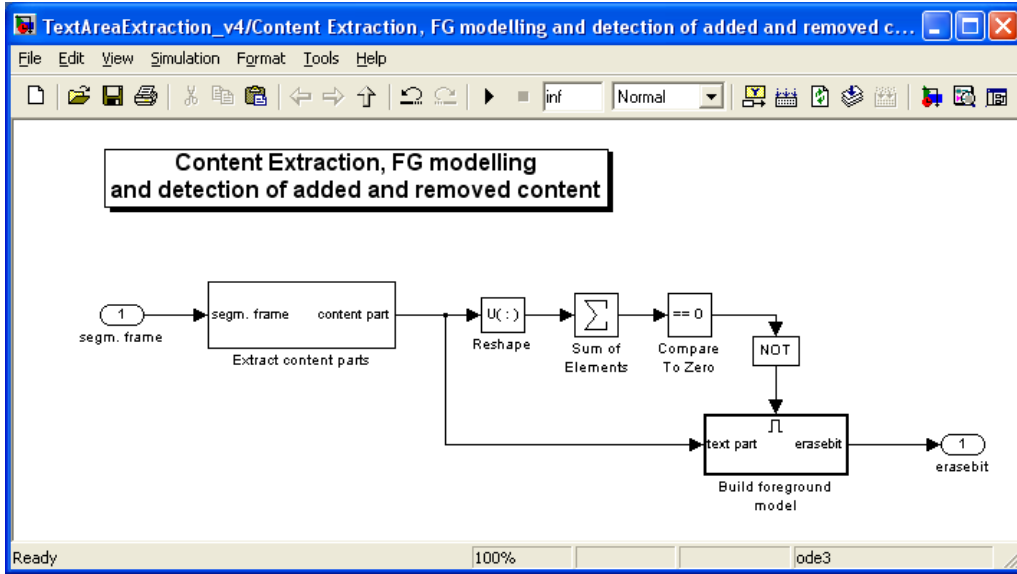 TextAreaExtraction_v4/Content Extraction, FG modelling and detection of added and removed c...
File Edit View Simulation Format Tools Help
inf Normal
Content Extraction, FG modelling
and detection of added and removed content
1
segm. frame
segm. frame content part
Extract content parts
U( : )
Reshape
Sum of
Elements
== 0
Compare
To Zero
NOT
text part erasebit
Build foreground
model
1
erasebit
Ready 100% ode3